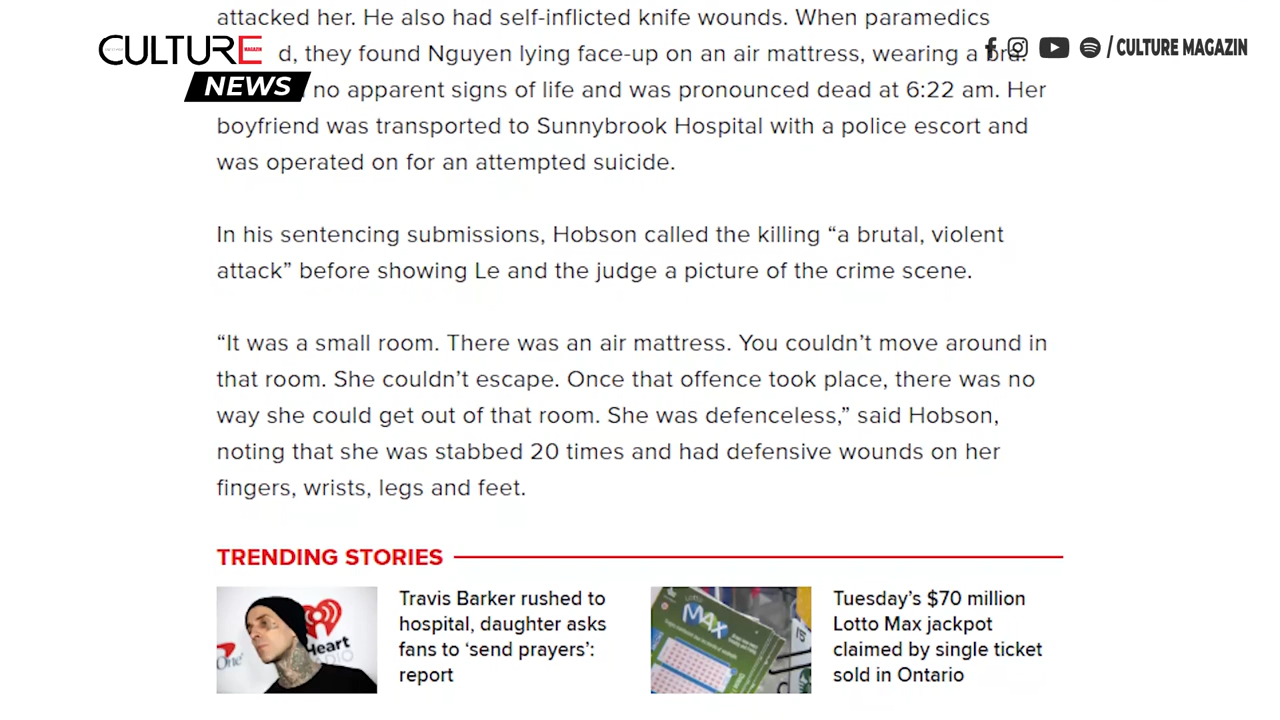 attacked her. He also had self-inflicted knife wounds. When paramedics
CULTURE
MAGAZIN
NEWS
/ CULTURE MAGAZIN
d, they found Nguyen lying face-up on an air mattress, wearing a bra.
no apparent signs of life and was pronounced dead at 6:22 am. Her
boyfriend was transported to Sunnybrook Hospital with a police escort and
was operated on for an attempted suicide.
In his sentencing submissions, Hobson called the killing “a brutal, violent
attack” before showing Le and the judge a picture of the crime scene.
“It was a small room. There was an air mattress. You couldn’t move around in
that room. She couldn’t escape. Once that offence took place, there was no
way she could get out of that room. She was defenceless,” said Hobson,
noting that she was stabbed 20 times and had defensive wounds on her
fingers, wrists, legs and feet.
TRENDING STORIES
Travis Barker rushed to
hospital, daughter asks
fans to ‘send prayers’:
report
Tuesday’s $70 million
Lotto Max jackpot
claimed by single ticket
sold in Ontario
iHeart
RADIO
One
LOTTO
MAX
15